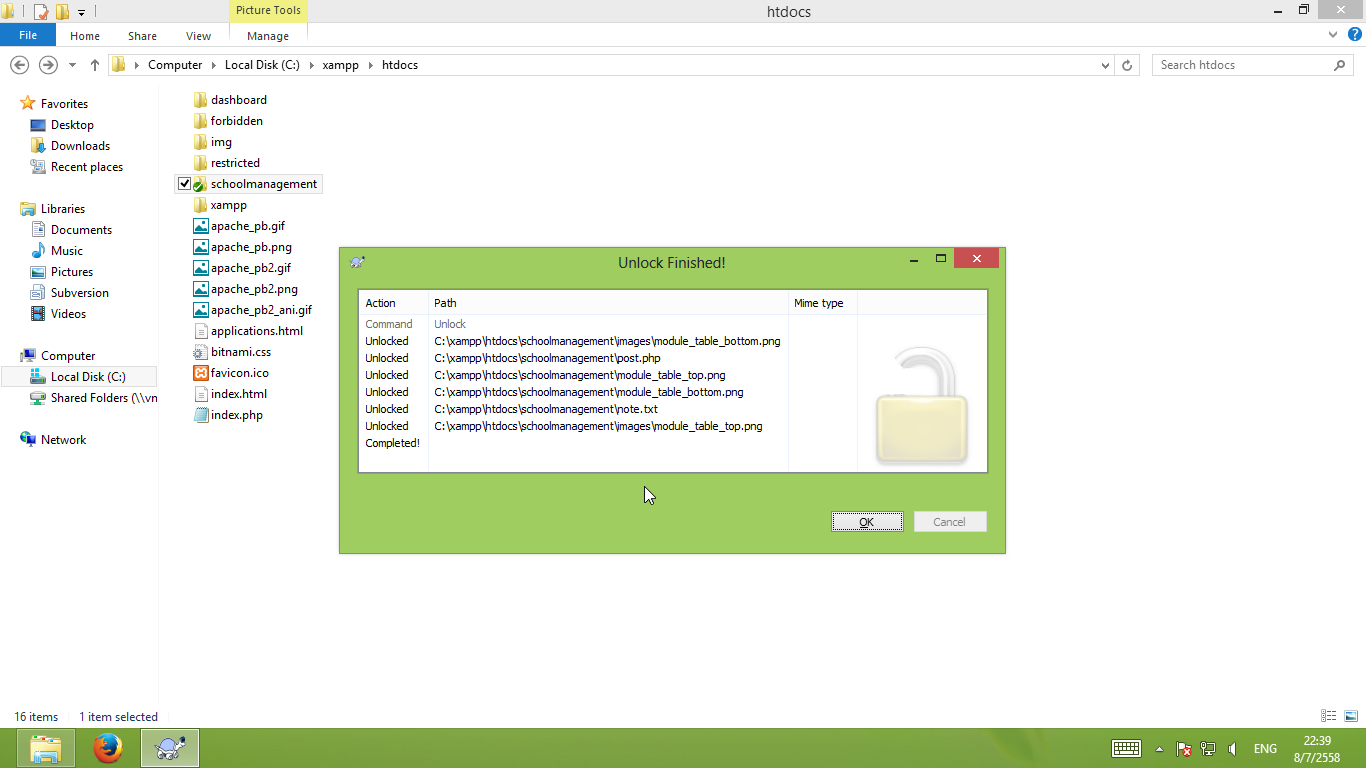 Picture Tools
htdocs
File
Home
Share
View
Manage
Computer
Local Disk (C:)
xampp
htdocs
Search htdocs
Favorites
Desktop
Downloads
Recent places
Libraries
Documents
Music
Pictures
Subversion
Videos
Computer
Local Disk (C:)
Shared Folders (\\vn
Network
dashboard
forbidden
img
restricted
schoolmanagement
xampp
apache_pb.gif
apache_pb.png
apache_pb2.gif
apache_pb2.png
apache_pb2_ani.gif
applications.html
bitnami.css
favicon.ico
index.html
index.php
Unlock Finished!
Action Path Mime type
Command Unlock
Unlocked C:\xampp\htdocs\schoolmanagement\images\module_table_bottom.png
Unlocked C:\xampp\htdocs\schoolmanagement\post.php
Unlocked C:\xampp\htdocs\schoolmanagement\module_table_top.png
Unlocked C:\xampp\htdocs\schoolmanagement\module_table_bottom.png
Unlocked C:\xampp\htdocs\schoolmanagement\note.txt
Unlocked C:\xampp\htdocs\schoolmanagement\images\module_table_top.png
Completed!
OK
Cancel
16 items 1 item selected
ENG
22:39
8/7/2558